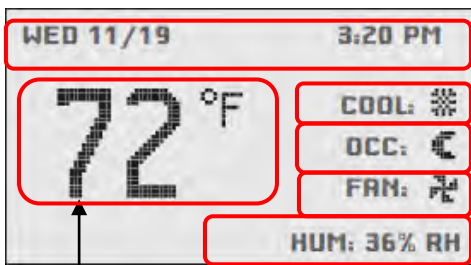 WED 11/19 3:20 PM
72°F
COOL:
OCC:
FAN:
HUM: 36% RH